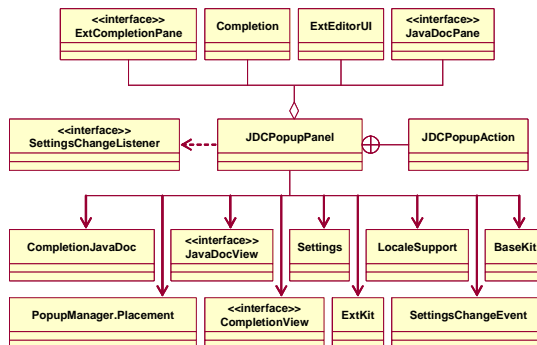 <<interface>>
ExtCompletionPane
Completion
ExtEditorUI
<<interface>>
JavaDocPane
<<interface>>
SettingsChangeListener
JDCPopupPanel
JDCPopupAction
CompletionJavaDoc
<<interface>>
JavaDocView
Settings
LocaleSupport
BaseKit
PopupManager.Placement
<<interface>>
CompletionView
ExtKit
SettingsChangeEvent